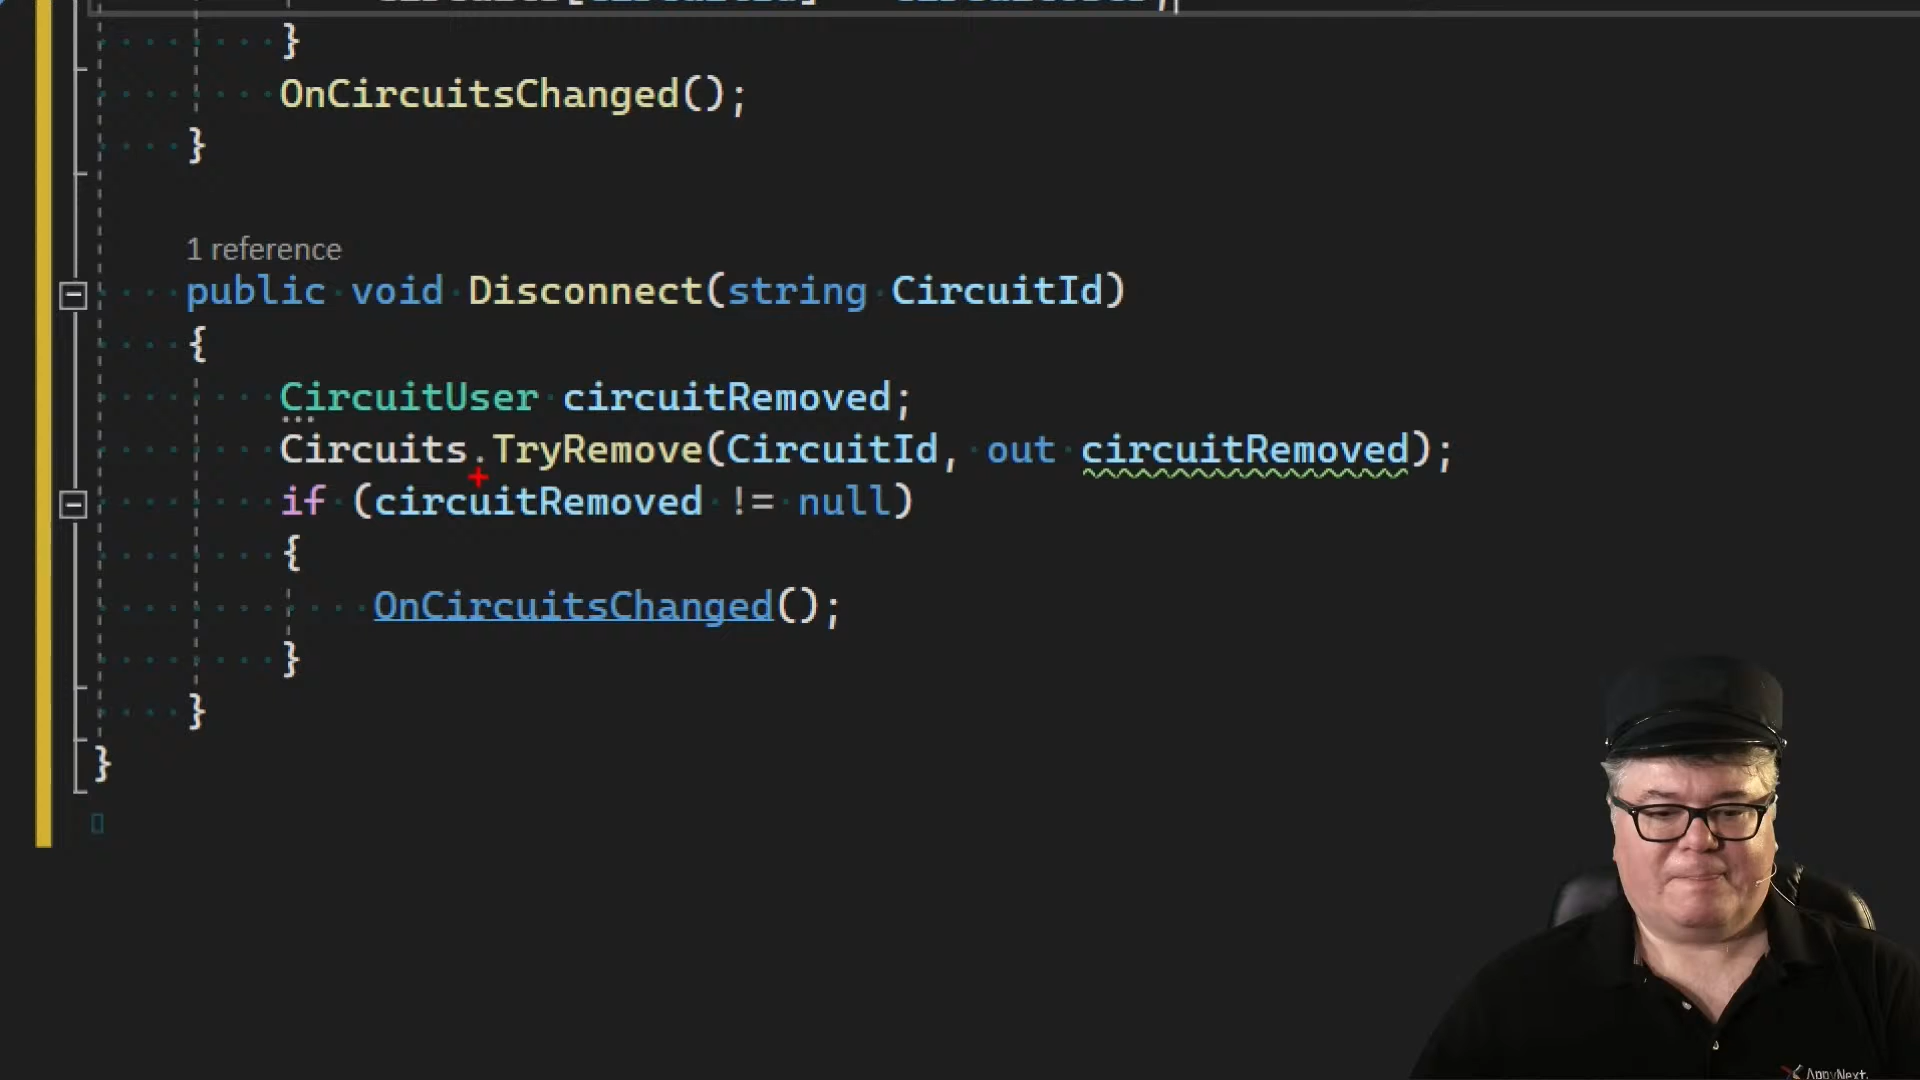 }
OnCircuitsChanged();
}
1 reference
public void Disconnect(string CircuitId)
{
CircuitUser circuitRemoved;
Circuits.TryRemove(CircuitId, out circuitRemoved);
if (circuitRemoved != null)
{
OnCircuitsChanged();
}
}
}
AppvNext